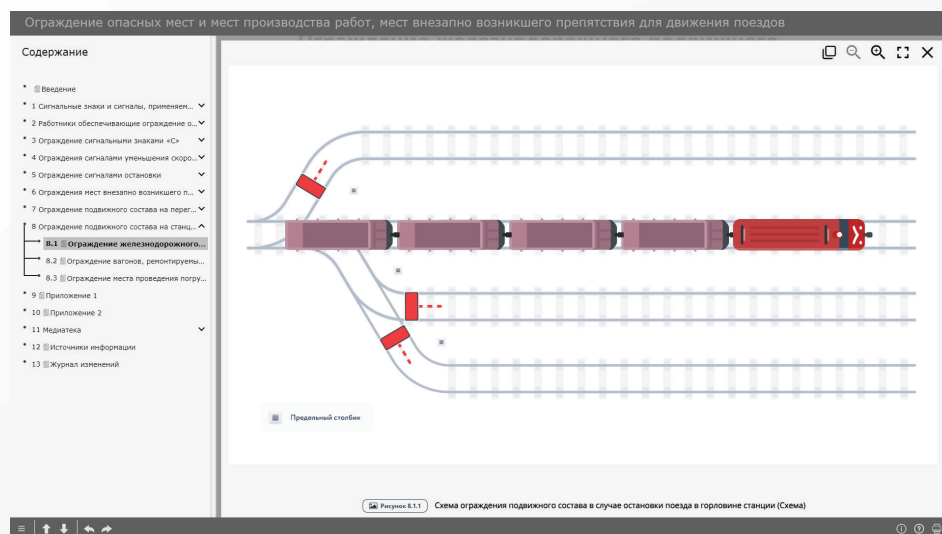 Ограждение опасных мест и мест производства работ, мест внезапно возникшего препятствия для движения поездов
Содержание
Введение
1 Сигнальные знаки и сигналы, применяем...
2 Работники обеспечивающие ограждение о...
3 Ограждение сигнальными знаками «С»
4 Ограждения сигналами уменьшения скоро...
5 Ограждение сигналами остановки
6 Ограждения мест внезапно возникшего п...
7 Ограждение подвижного состава на перег...
8 Ограждение подвижного состава на станц...
8.1 Ограждение железнодорожного...
8.2 Ограждение вагонов, ремонтируемы...
8.3 Ограждение места проведения погру...
9 Приложение 1
10 Приложение 2
11 Медиатека
12 Источники информации
13 Журнал изменений
Предельный столбик
Рисунок 8.1.1 Схема ограждения подвижного состава в случае остановки поезда в горловине станции (Схема)